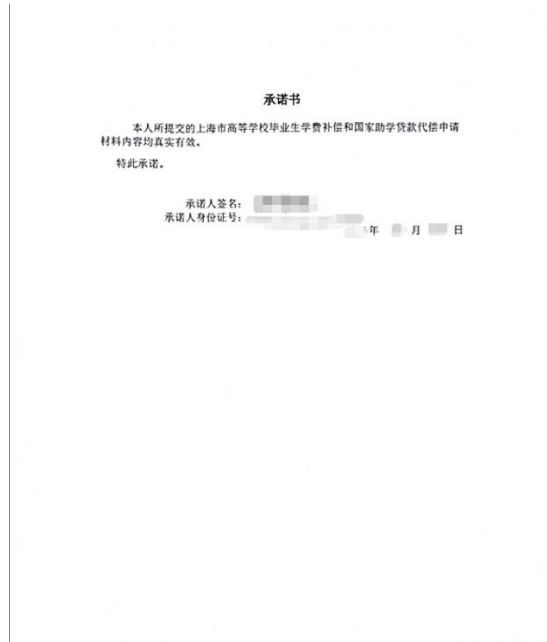 承诺书
本人所提交的上海市高等学校毕业生学费补偿和国家助学贷款代偿申请
材料内容均真实有效。
特此承诺。
承诺人签名：
承诺人身份证号：
年 月 日